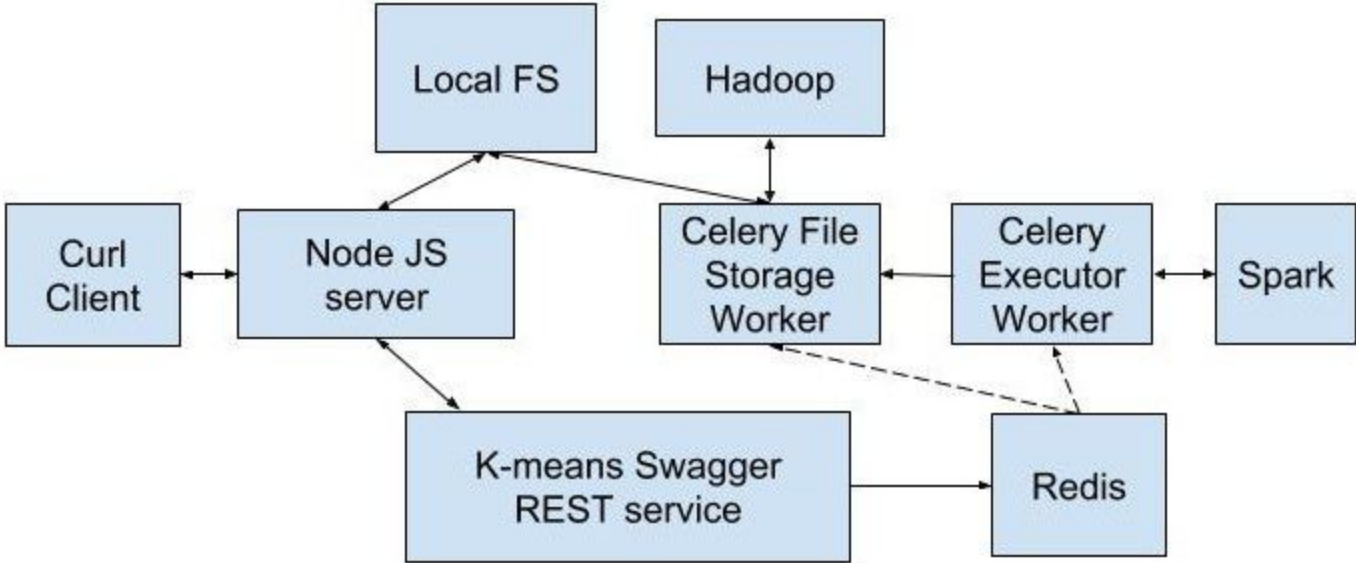 Local FS
Hadoop
Curl
Client
Node JS
server
Celery File
Storage
Worker
Celery
Executor
Worker
Spark
K-means Swagger
REST service
Redis